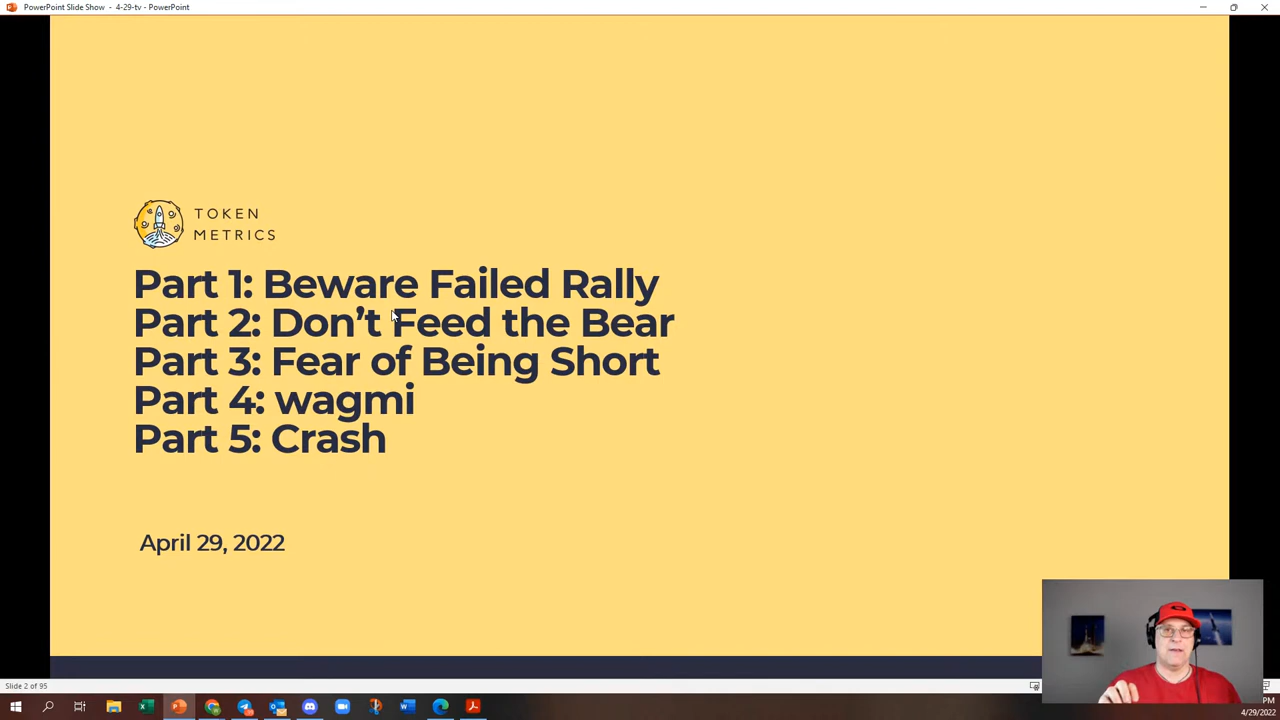 PowerPoint Slide Show - 4-29-tv - PowerPoint
TOKEN
METRICS
Part 1: Beware Failed Rally
Part 2: Don’t Feed the Bear
Part 3: Fear of Being Short
Part 4: wagmi
Part 5: Crash
April 29, 2022
Slide 2 of 95
PM
4/29/2022